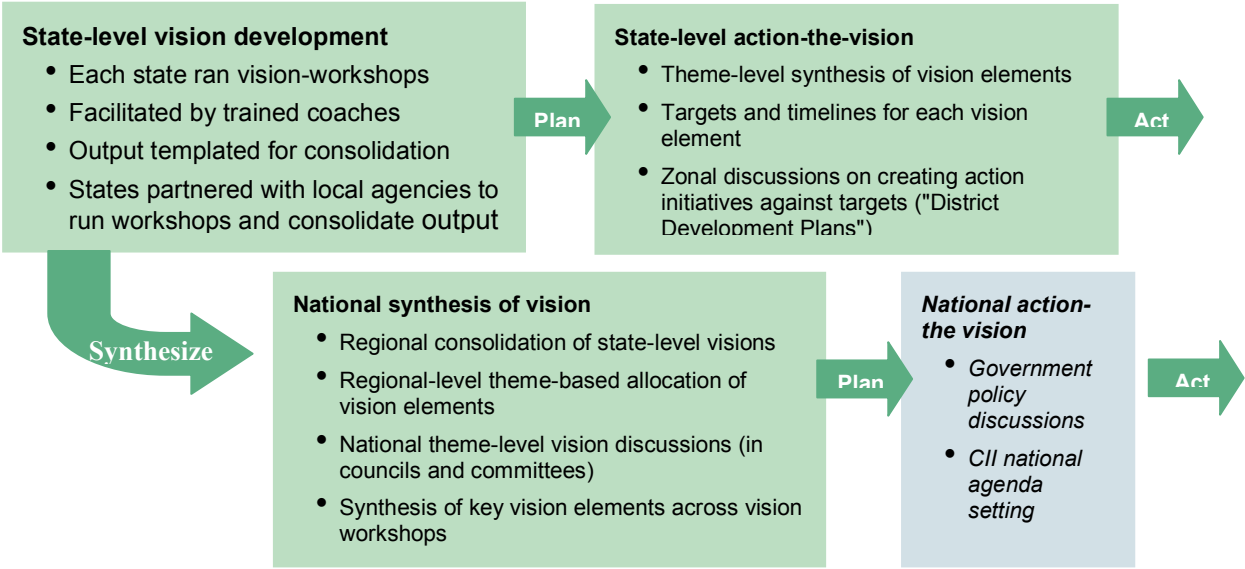 State-level vision development
• Each state ran vision-workshops
• Facilitated by trained coaches
• Output templated for consolidation
• States partnered with local agencies to
run workshops and consolidate output
Plan
State-level action-the-vision
• Theme-level synthesis of vision elements
• Targets and timelines for each vision
element
• Zonal discussions on creating action
initiatives against targets ("District
Development Plans")
Act
Synthesize
National synthesis of vision
• Regional consolidation of state-level visions
• Regional-level theme-based allocation of
vision elements
• National theme-level vision discussions (in
councils and committees)
• Synthesis of key vision elements across vision
workshops
Plan
National action-
the vision
• Government
policy
discussions
• CII national
agenda
setting
Act